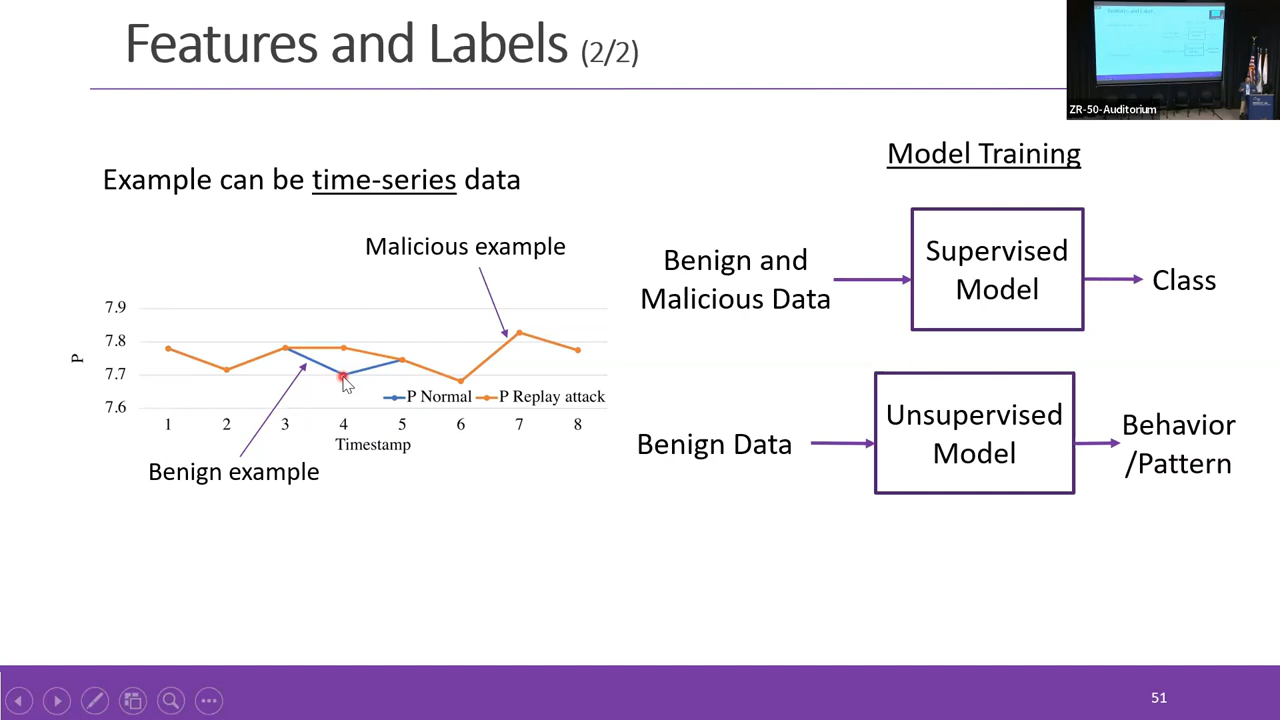 Features and Labels (2/2)
ZR-50-Auditorium
Example can be time-series data
Malicious example
7.9
7.8
7.7
7.6
P
P Normal
P Replay attack
1 2 3 4 5 6 7 8
Timestamp
Benign example
Model Training
Benign and
Malicious Data
Supervised
Model
Class
Benign Data
Unsupervised
Model
Behavior
/Pattern
51